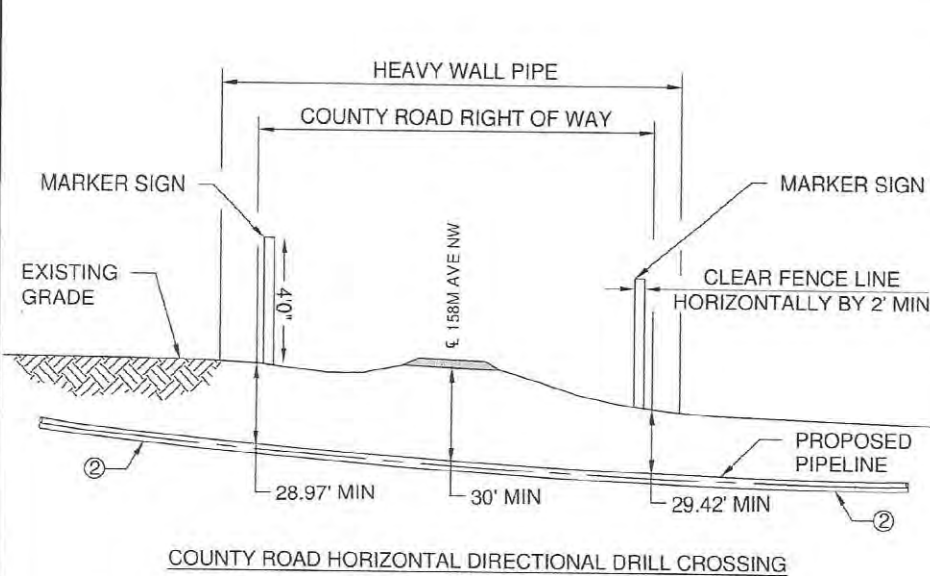 HEAVY WALL PIPE
COUNTY ROAD RIGHT OF WAY
MARKER SIGN
MARKER SIGN
EXISTING
GRADE
4'0"
℄ 158M AVE NW
CLEAR FENCE LINE
HORIZONTALLY BY 2' MIN
PROPOSED
PIPELINE
②
28.97' MIN
30' MIN
29.42' MIN
②
COUNTY ROAD HORIZONTAL DIRECTIONAL DRILL CROSSING